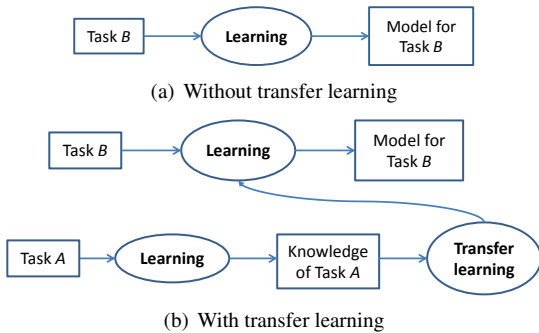 Task B
Learning
Model for
Task B
(a) Without transfer learning
Task B
Learning
Model for
Task B
Task A
Learning
Knowledge
of Task A
Transfer
learning
(b) With transfer learning